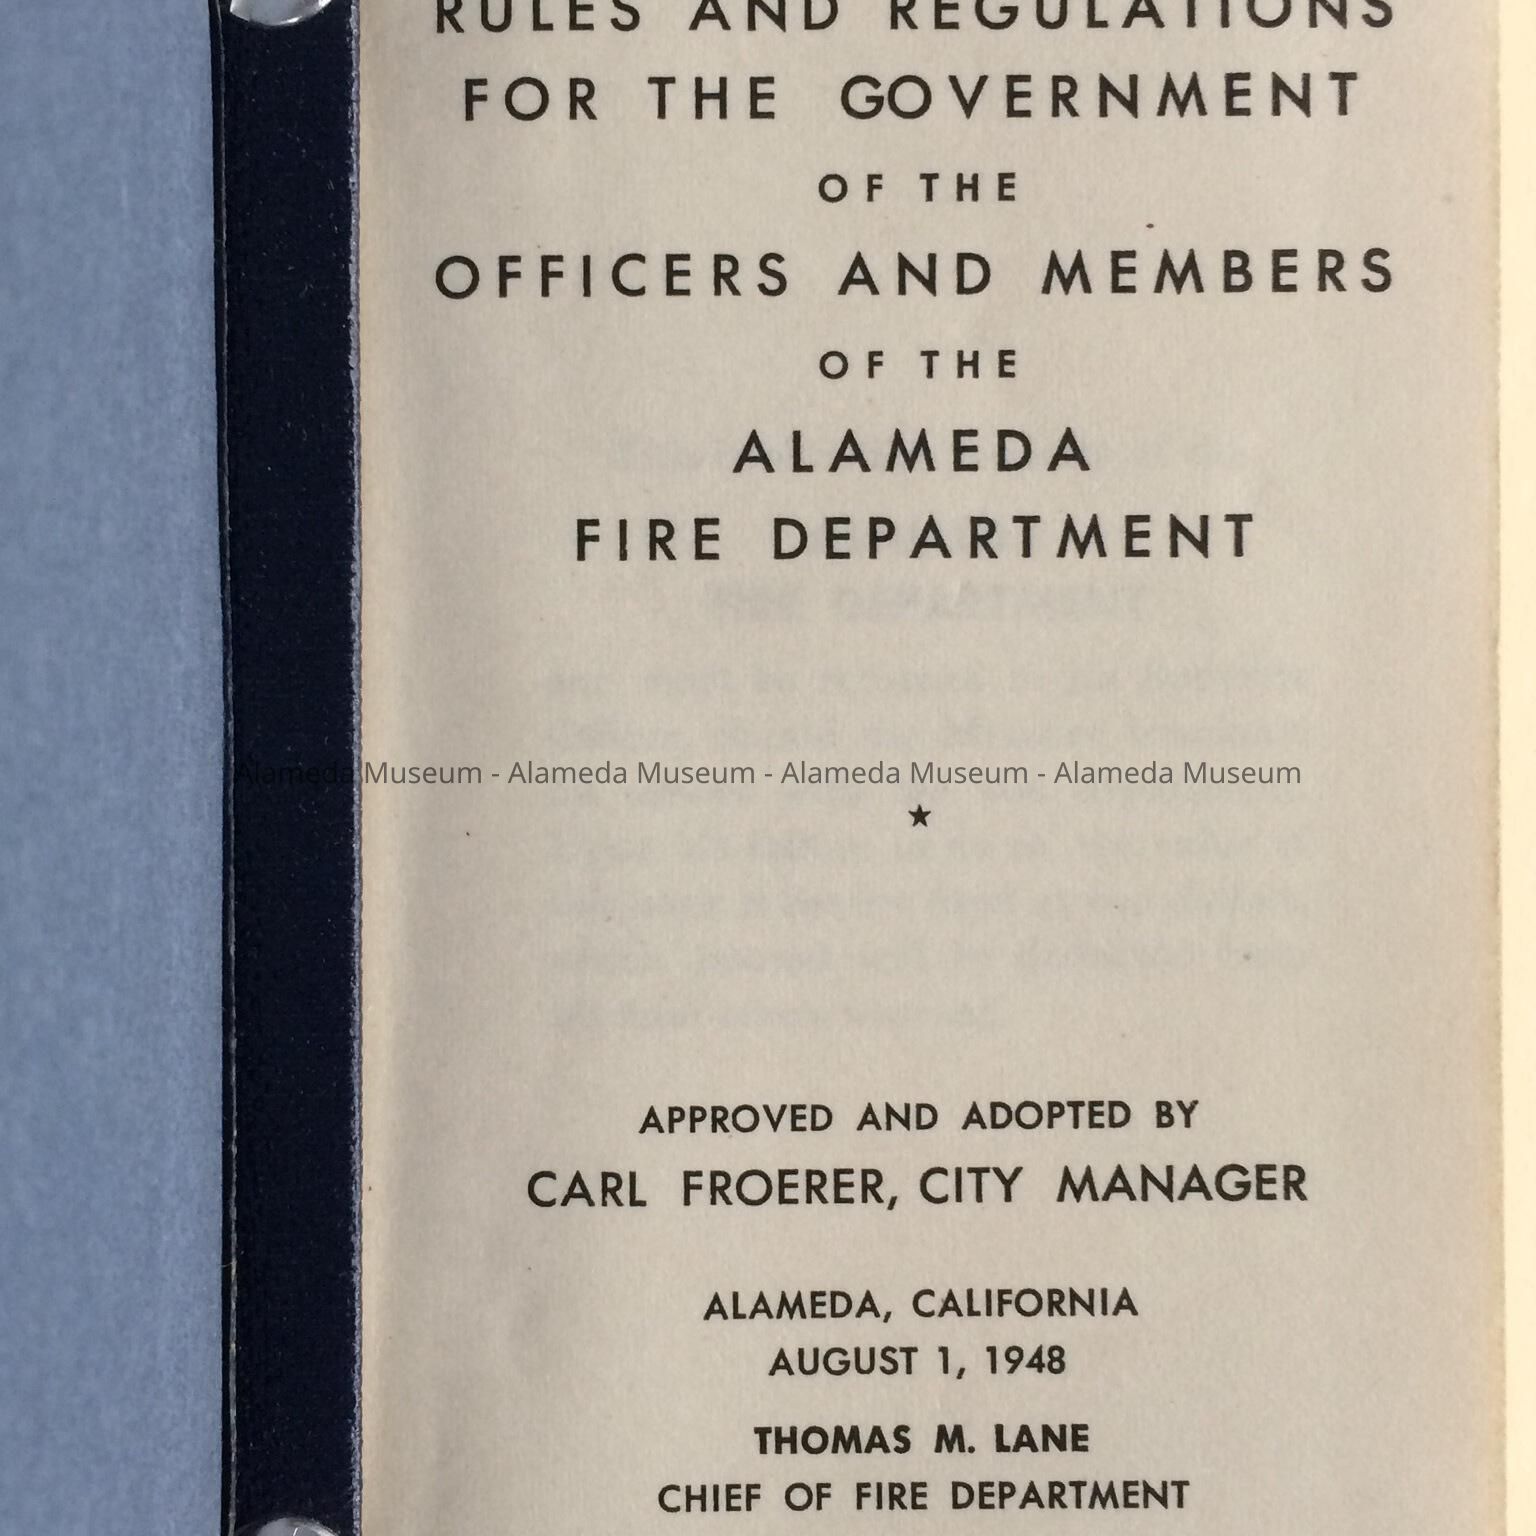 RULES AND REGULATIONS
FOR THE GOVERNMENT
OF THE
OFFICERS AND MEMBERS
OF THE
ALAMEDA
FIRE DEPARTMENT
Alameda Museum - Alameda Museum - Alameda Museum - Alameda Museum
★
APPROVED AND ADOPTED BY
CARL FROERER, CITY MANAGER
ALAMEDA, CALIFORNIA
AUGUST 1, 1948
THOMAS M. LANE
CHIEF OF FIRE DEPARTMENT